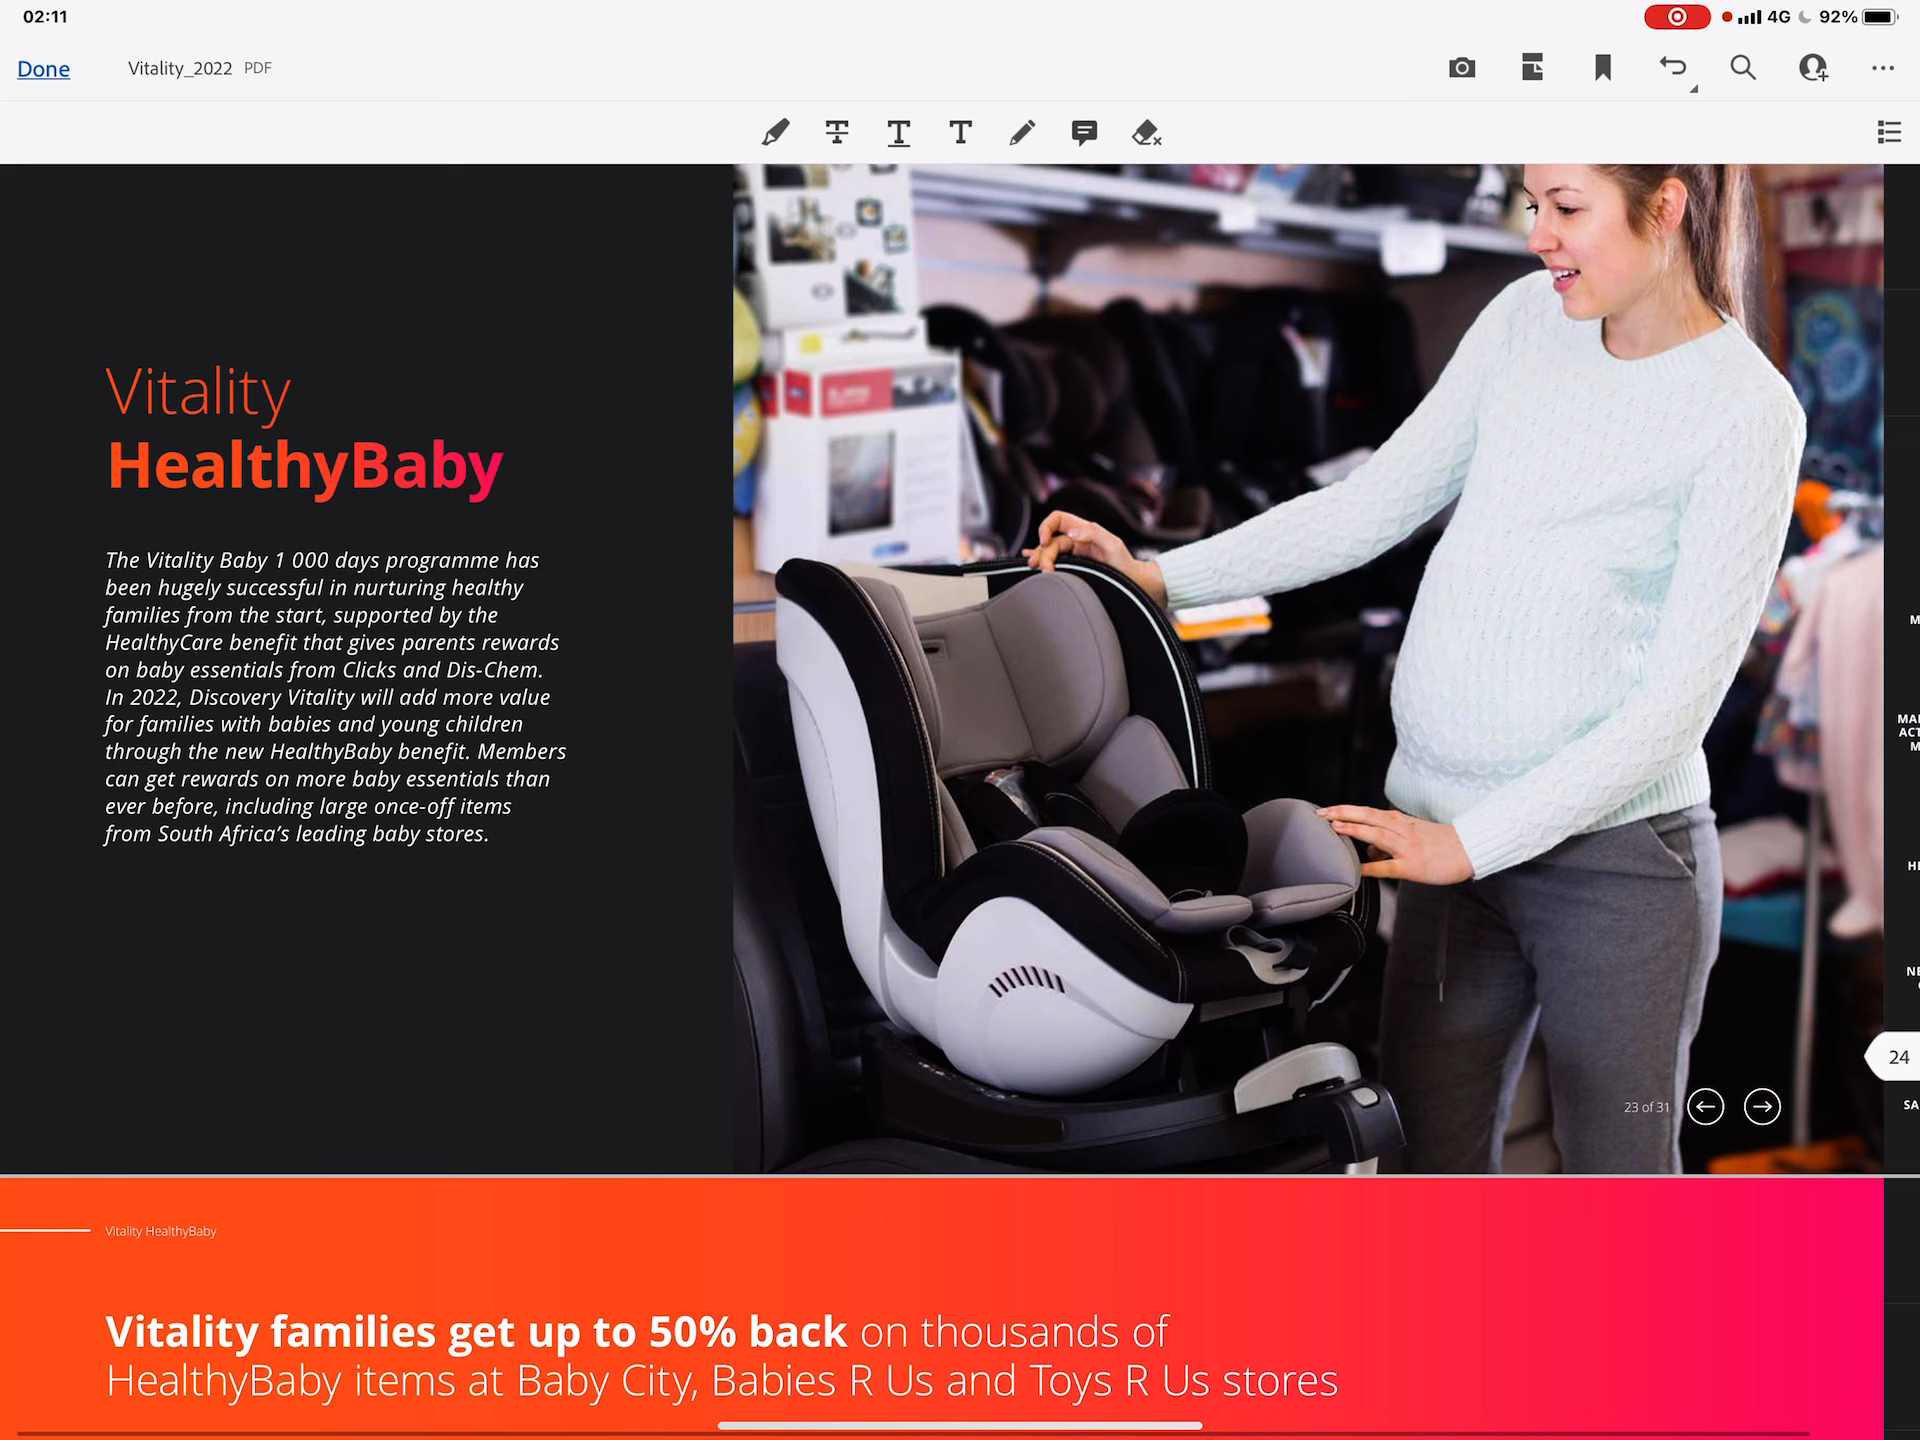 02:11
4G 92%
Done Vitality_2022 PDF
Vitality
HealthyBaby
The Vitality Baby 1 000 days programme has
been hugely successful in nurturing healthy
families from the start, supported by the
HealthyCare benefit that gives parents rewards
on baby essentials from Clicks and Dis-Chem.
In 2022, Discovery Vitality will add more value
for families with babies and young children
through the new HealthyBaby benefit. Members
can get rewards on more baby essentials than
ever before, including large once-off items
from South Africa's leading baby stores.
24
23 of 31
Vitality HealthyBaby
Vitality families get up to 50% back on thousands of
HealthyBaby items at Baby City, Babies R Us and Toys R Us stores